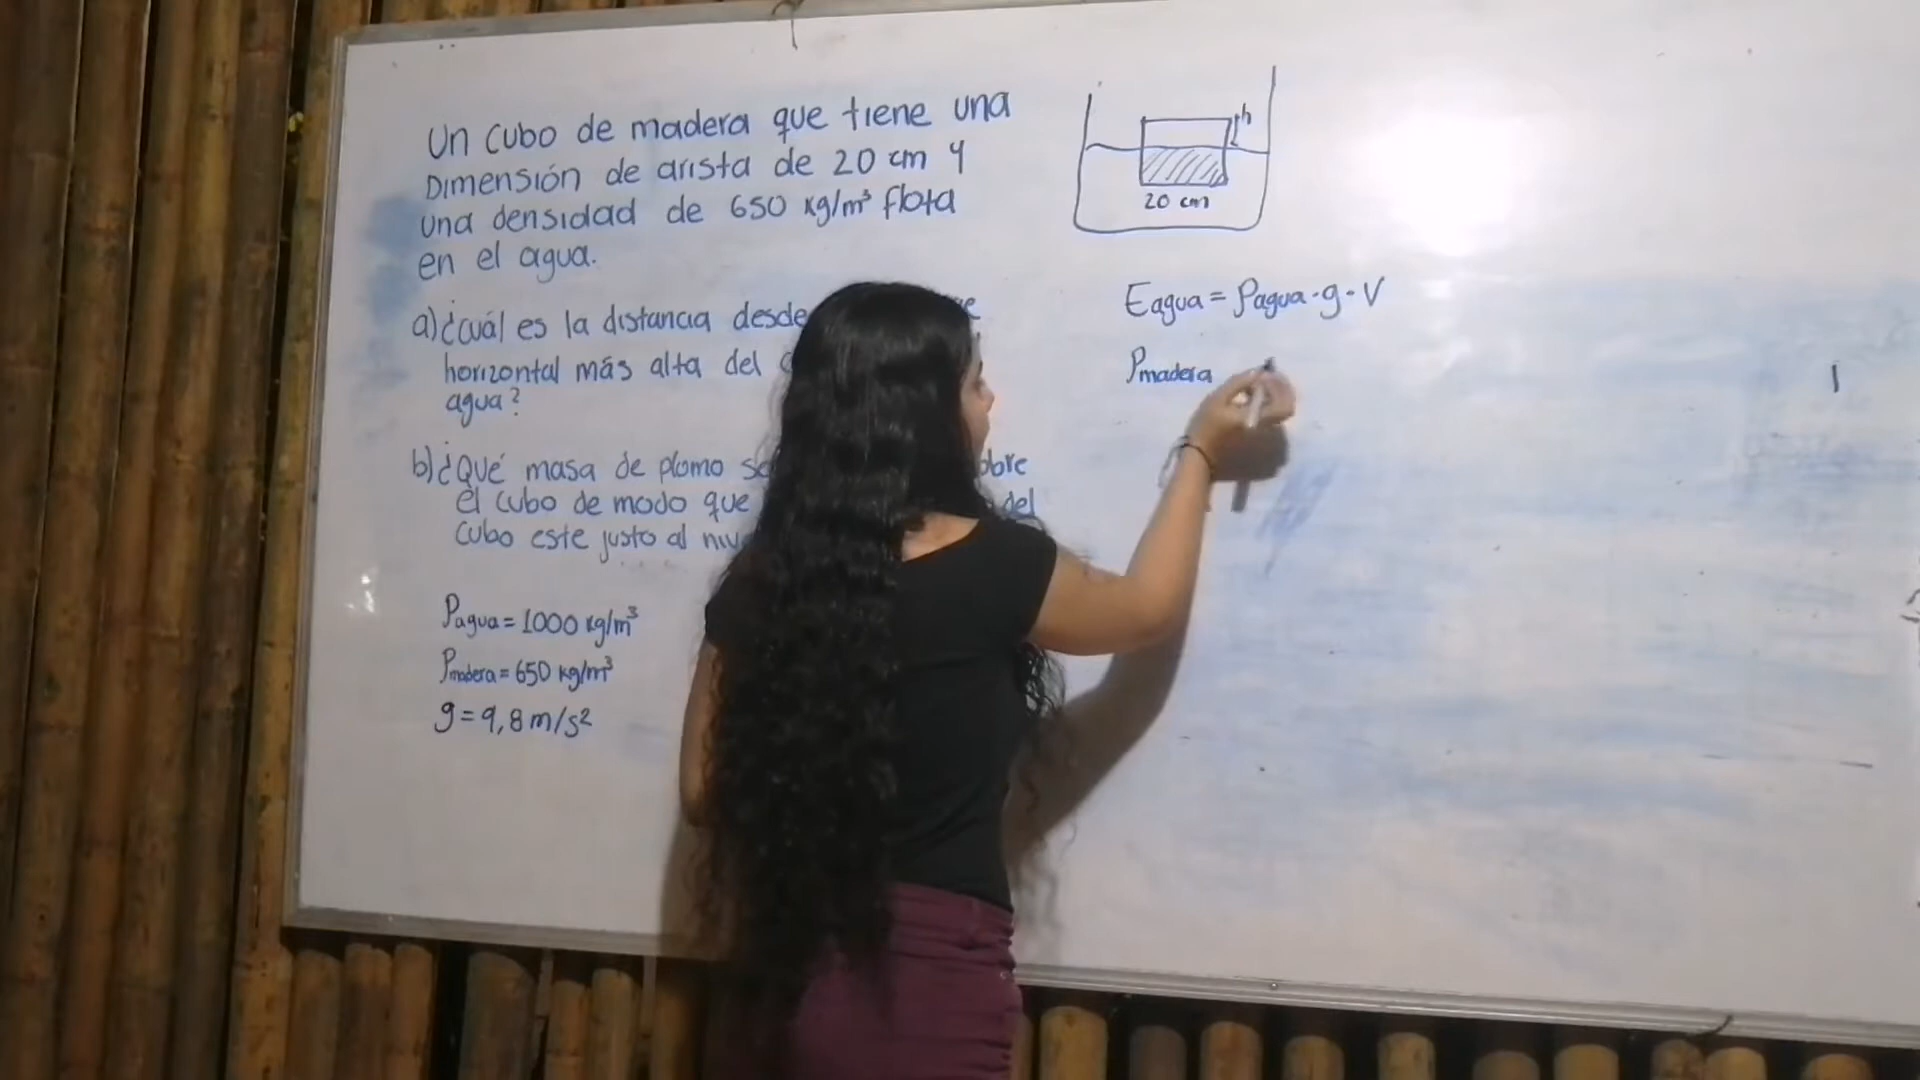 Un cubo de madera que tiene una
Dimensión de arista de 20 cm y
una densidad de 650 kg/m³ flota
en el agua.
a) ¿cuál es la distancia desde
horizontal más alta del
agua?
b) ¿Qué masa de plomo
el cubo de modo que del
cubo este justo al
ρagua = 1000 kg/m³
ρmadera = 650 kg/m³
g = 9,8 m/s²
h
20 cm
Eagua = ρagua · g · V
Pmadera